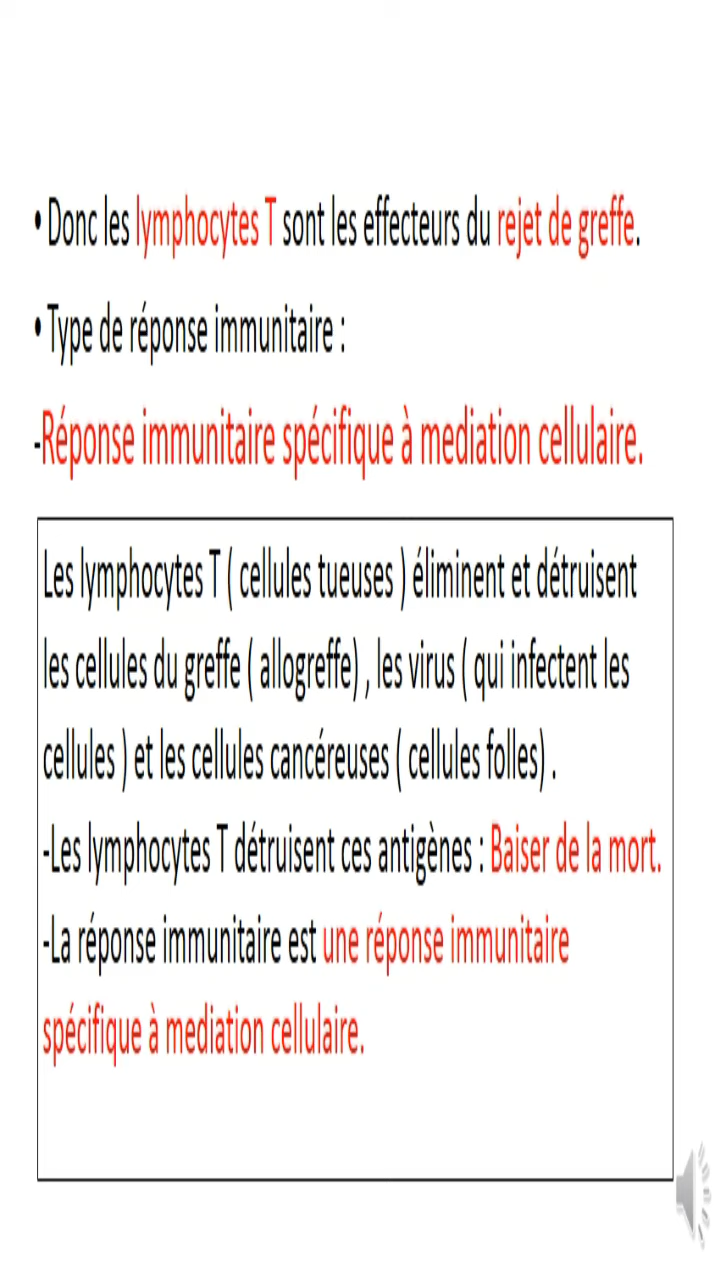 • Donc les lymphocytes T sont les effecteurs du rejet de greffe.
• Type de réponse immunitaire :
-Réponse immunitaire spécifique à mediation cellulaire.
Les lymphocytes T ( cellules tueuses ) éliminent et détruisent
les cellules du greffe ( allogreffe) , les virus ( qui infectent les
cellules ) et les cellules cancéreuses ( cellules folles) .
-Les lymphocytes T détruisent ces antigènes : Baiser de la mort.
-La réponse immunitaire est une réponse immunitaire
spécifique à mediation cellulaire.